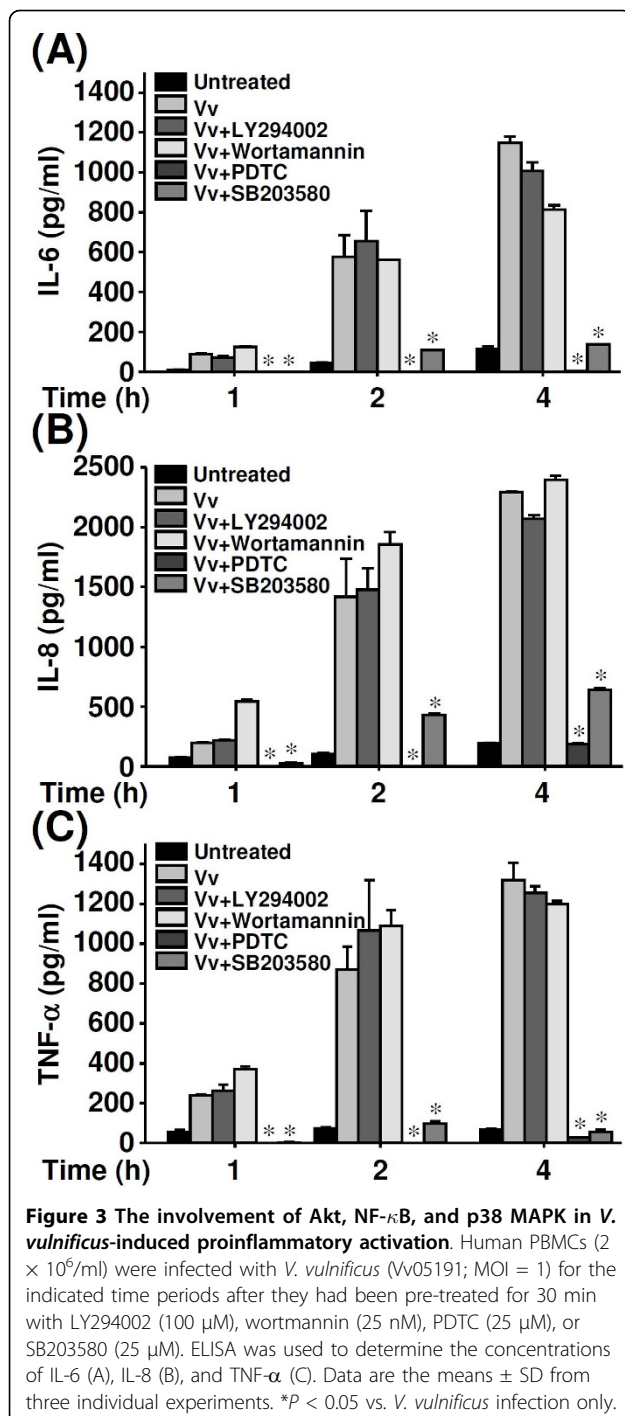 (A)
Untreated
Vv
Vv+LY294002
Vv+Wortamannin
Vv+PDTC
Vv+SB203580
IL-6 (pg/ml)
1400
1200
1000
800
600
400
200
0
* *
*
*
*
*
Time (h)
1
2
4
(B)
Untreated
Vv
Vv+LY294002
Vv+Wortamannin
Vv+PDTC
Vv+SB203580
IL-8 (pg/ml)
2500
2000
1500
1000
500
0
*
*
*
*
*
*
Time (h)
1
2
4
(C)
Untreated
Vv
Vv+LY294002
Vv+Wortamannin
Vv+PDTC
Vv+SB203580
TNF-α (pg/ml)
1400
1200
1000
800
600
400
200
0
* *
*
*
*
*
Time (h)
1
2
4
Figure 3 The involvement of Akt, NF-κB, and p38 MAPK in V.
vulnificus-induced proinflammatory activation. Human PBMCs (2
× 10⁶/ml) were infected with V. vulnificus (Vv05191; MOI = 1) for the
indicated time periods after they had been pre-treated for 30 min
with LY294002 (100 μM), wortmannin (25 nM), PDTC (25 μM), or
SB203580 (25 μM). ELISA was used to determine the concentrations
of IL-6 (A), IL-8 (B), and TNF-α (C). Data are the means ± SD from
three individual experiments. *P < 0.05 vs. V. vulnificus infection only.